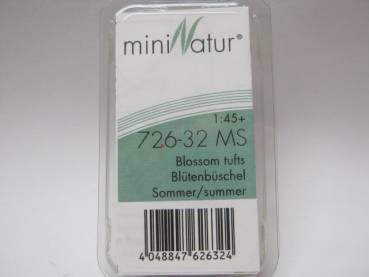 miniNatur®
1:45+
726-32 MS
Blossom tufts
Blütenbüschel
Sommer/summer
4 048847 626324